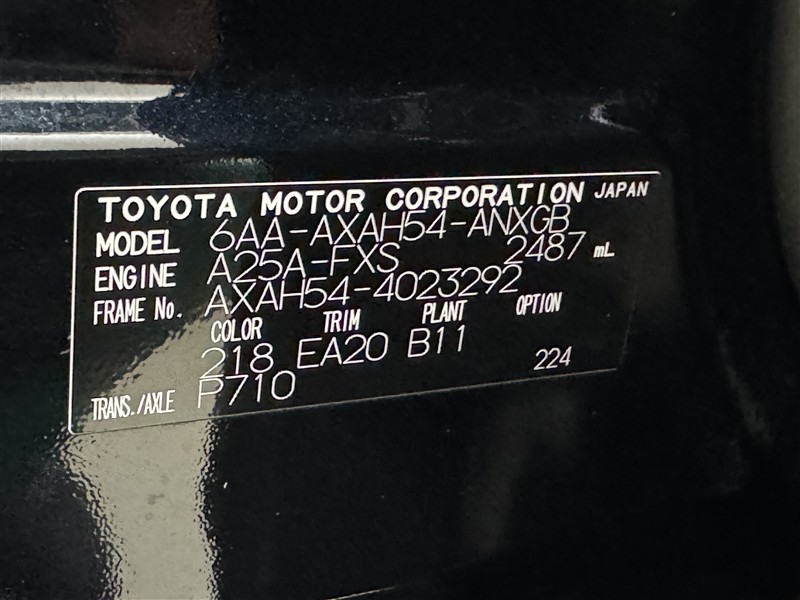 TOYOTA MOTOR CORPORATION JAPAN
MODEL 6AA-AXAH54-ANXGB
ENGINE A25A-FXS 2487 mL
FRAME No. AXAH54-4023292
COLOR TRIM PLANT OPTION
218 EA20 B11 224
TRANS./AXLE P710